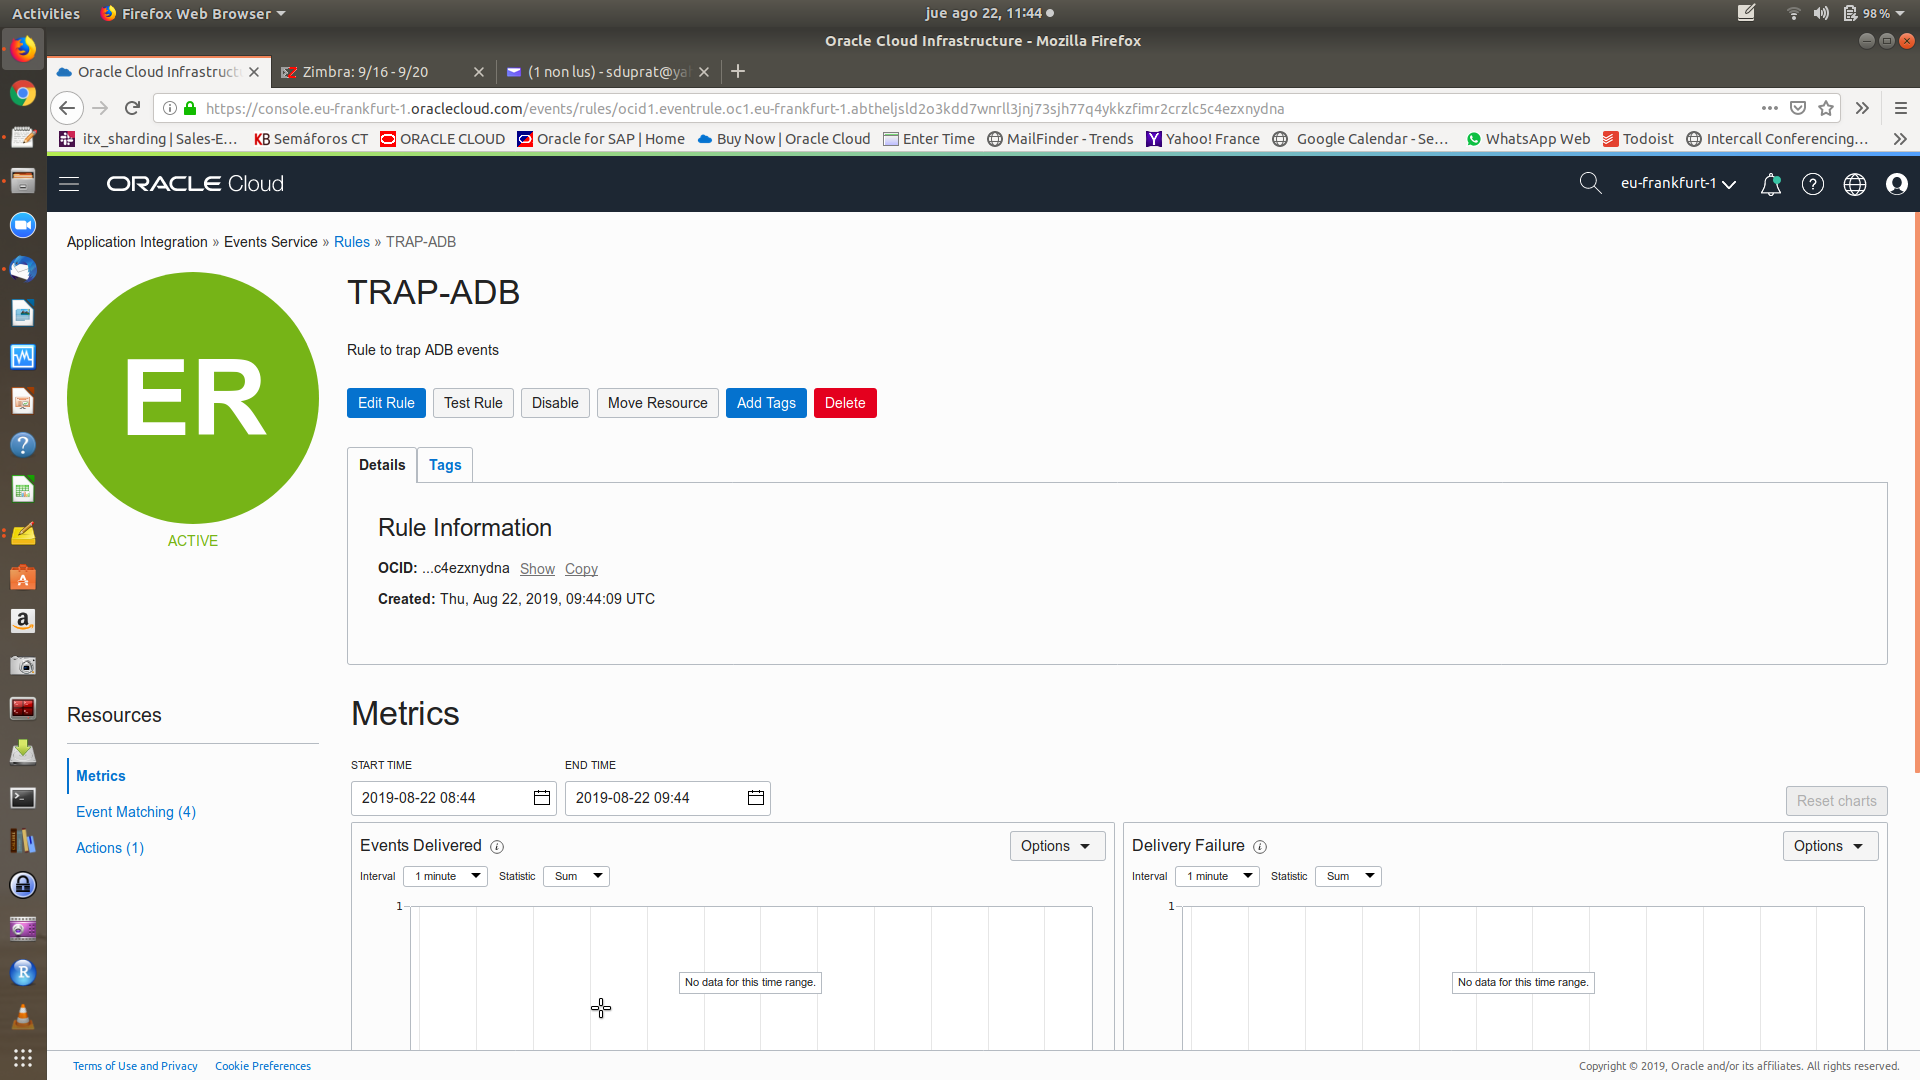 Activities Firefox Web Browser jue ago 22, 11:44 98 %
Oracle Cloud Infrastructure - Mozilla Firefox
Oracle Cloud Infrastruct Zimbra: 9/16 - 9/20 (1 non lus) - sduprat@ya
https://console.eu-frankfurt-1.oraclecloud.com/events/rules/ocid1.eventrule.oc1.eu-frankfurt-1.abtheljsld2o3kdd7wnrll3jnj73sjh77q4ykkzfimr2crzlc5c4ezxnydna
itx_sharding | Sales-E... KB Semáforos CT ORACLE CLOUD Oracle for SAP | Home Buy Now | Oracle Cloud Enter Time MailFinder - Trends Yahoo! France Google Calendar - Se... WhatsApp Web Todoist Intercall Conferencing...
ORACLE Cloud eu-frankfurt-1
Application Integration » Events Service » Rules » TRAP-ADB
ER
ACTIVE
TRAP-ADB
Rule to trap ADB events
Edit Rule Test Rule Disable Move Resource Add Tags Delete
Details Tags
Rule Information
OCID: ...c4ezxnydna Show Copy
Created: Thu, Aug 22, 2019, 09:44:09 UTC
Resources
Metrics
Event Matching (4)
Actions (1)
Metrics
START TIME END TIME
2019-08-22 08:44 2019-08-22 09:44
Reset charts
Events Delivered Options
Interval 1 minute Statistic Sum
1
No data for this time range.
Delivery Failure Options
Interval 1 minute Statistic Sum
1
No data for this time range.
Terms of Use and Privacy Cookie Preferences Copyright © 2019, Oracle and/or its affiliates. All rights reserved.